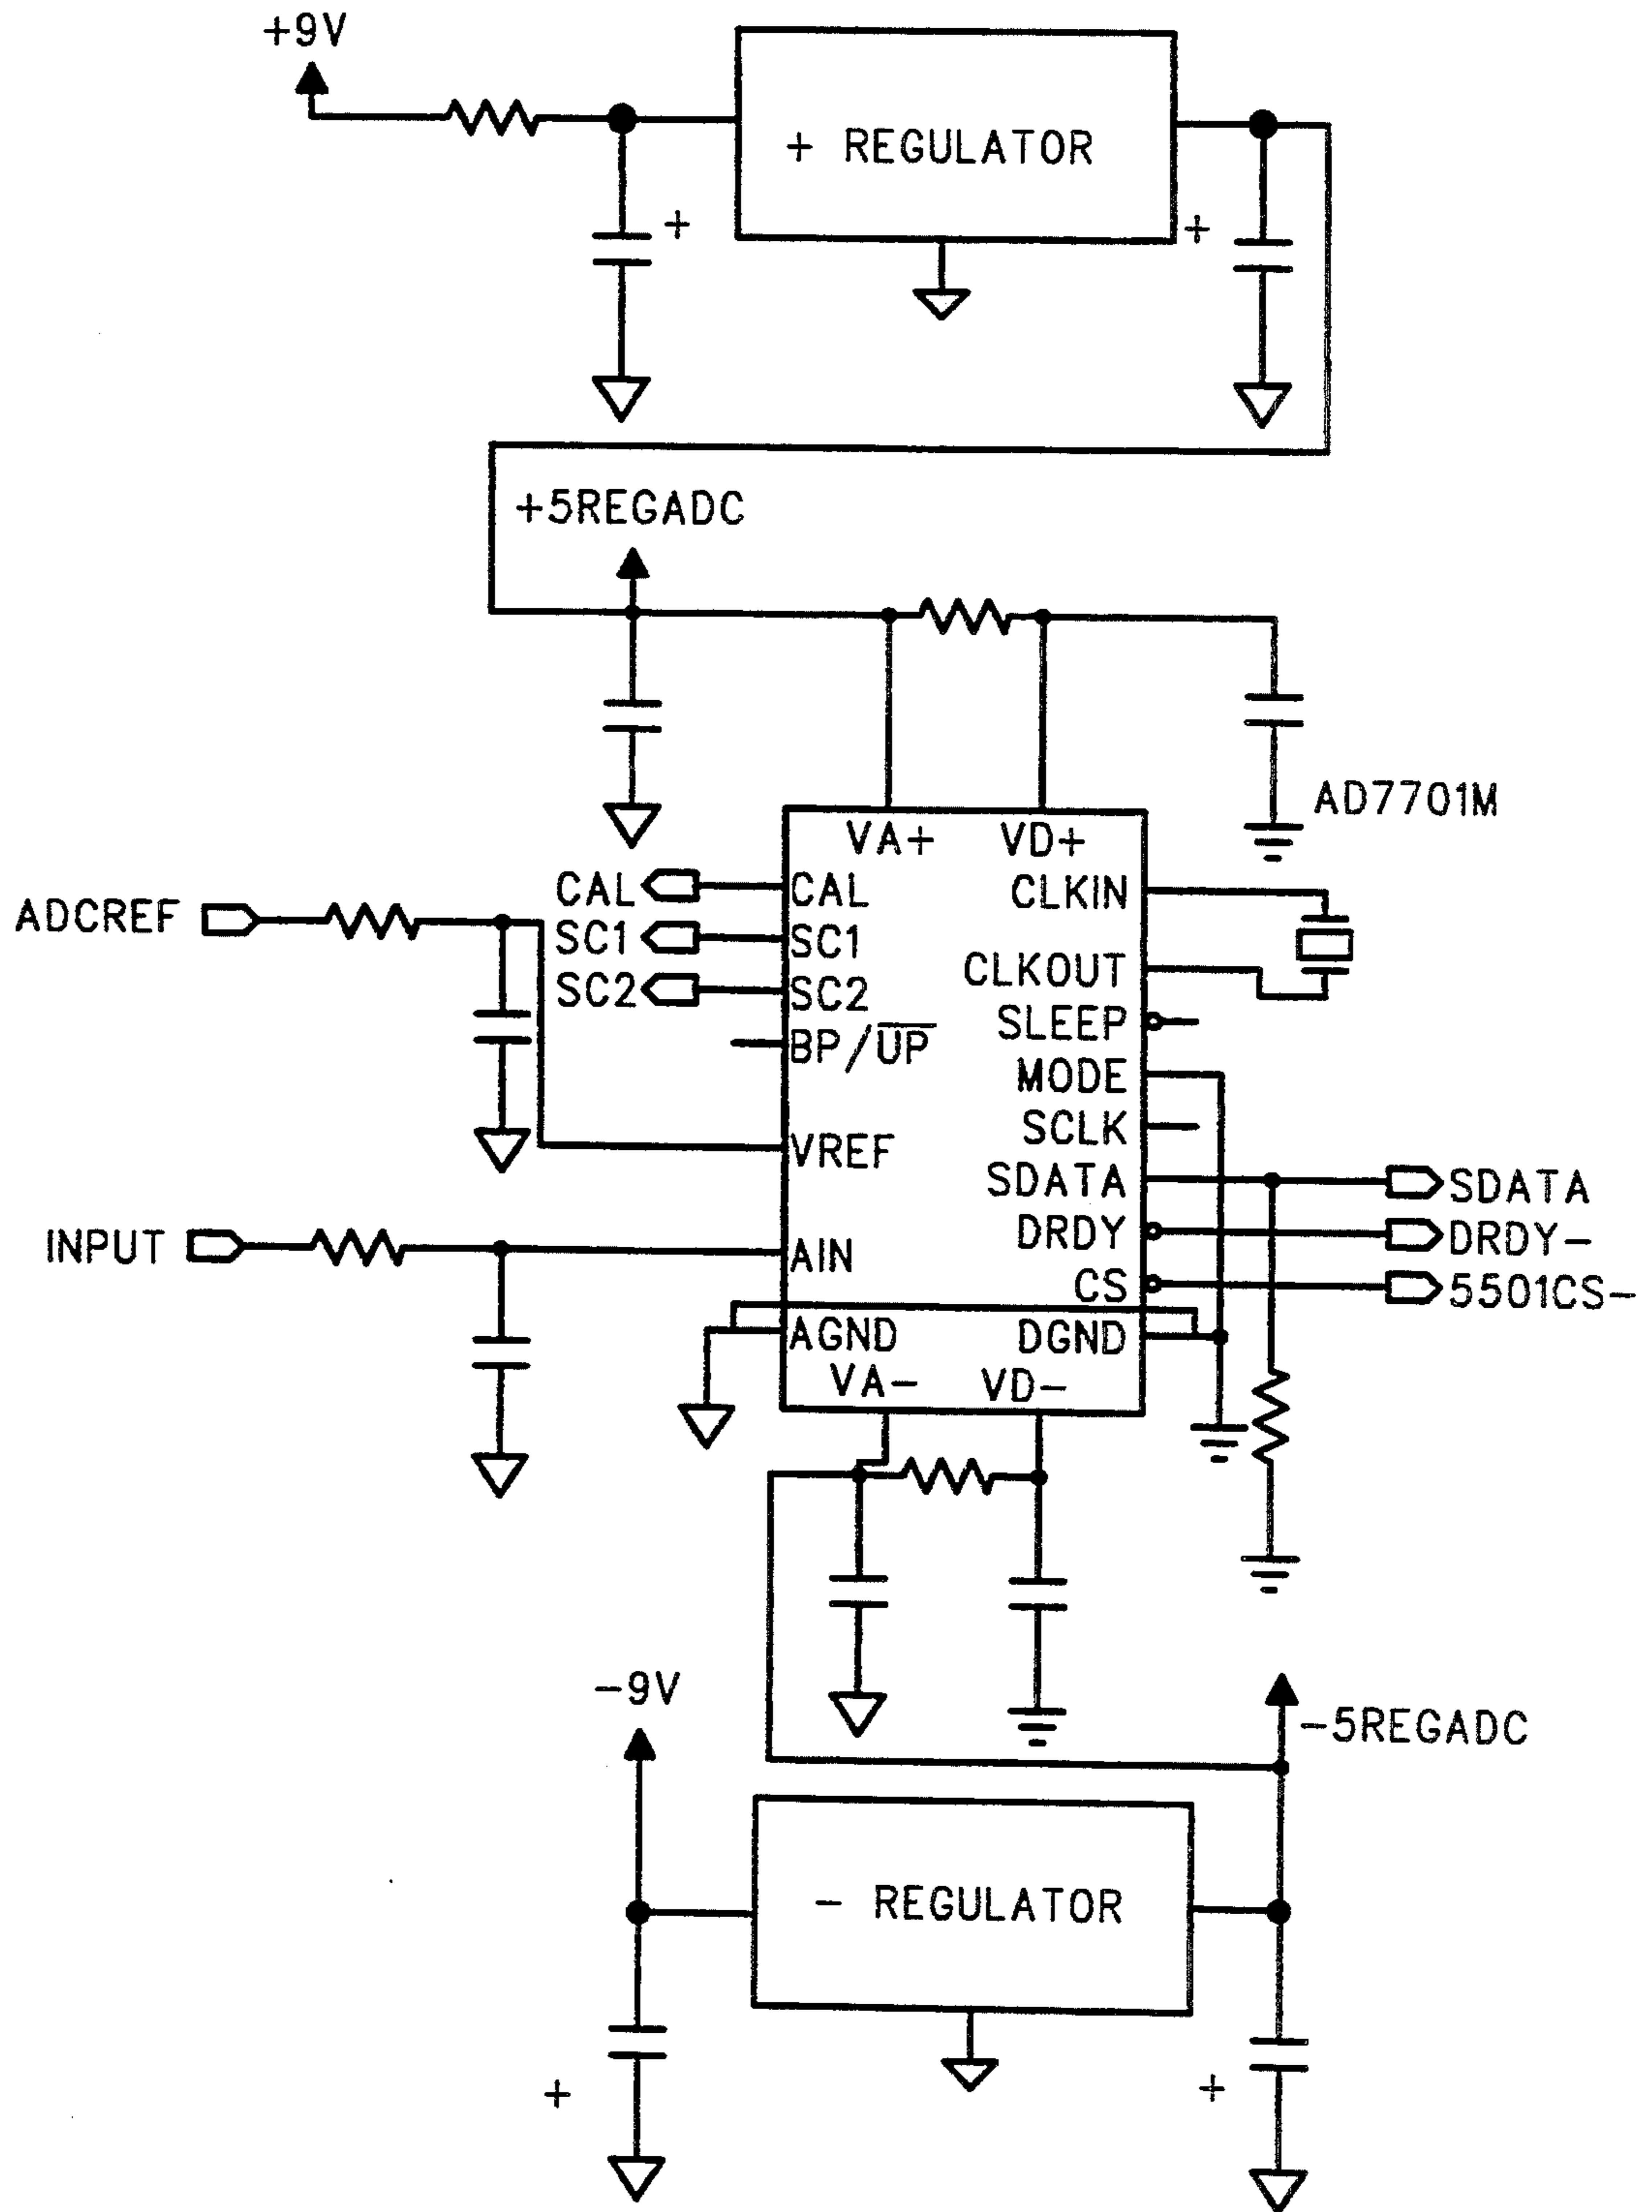 +9V
+ REGULATOR
+
+
+5REGADC
AD7701M
VA+ VD+
CAL CAL CLKIN
ADCREF
SC1 SC1
SC2 SC2 CLKOUT
SLEEP
BP/UP
MODE
SCLK
VREF
SDATA SDATA
DRDY DRDY-
INPUT AIN
CS 5501CS-
AGND DGND
VA- VD-
-9V
-5REGADC
- REGULATOR
+
+